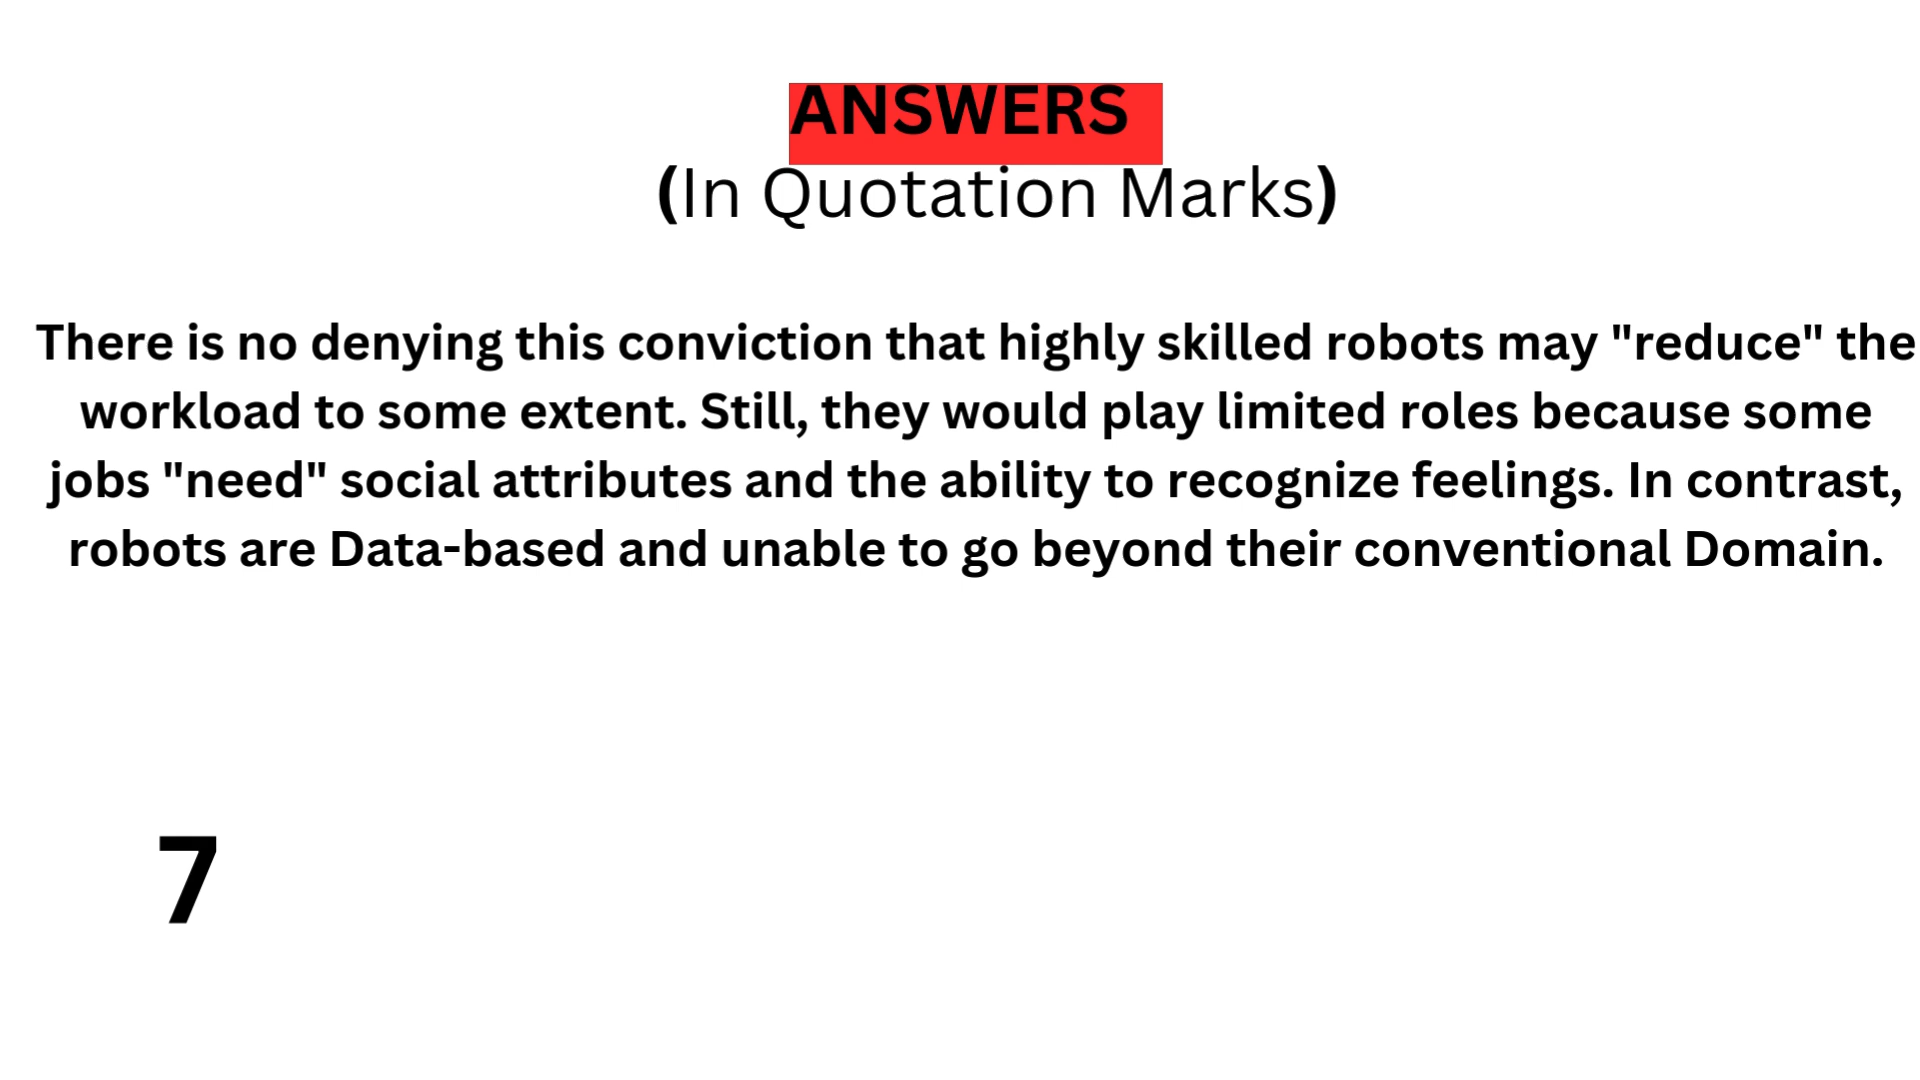 ANSWERS
(In Quotation Marks)
There is no denying this conviction that highly skilled robots may "reduce" the
workload to some extent. Still, they would play limited roles because some
jobs "need" social attributes and the ability to recognize feelings. In contrast,
robots are Data-based and unable to go beyond their conventional Domain.
7